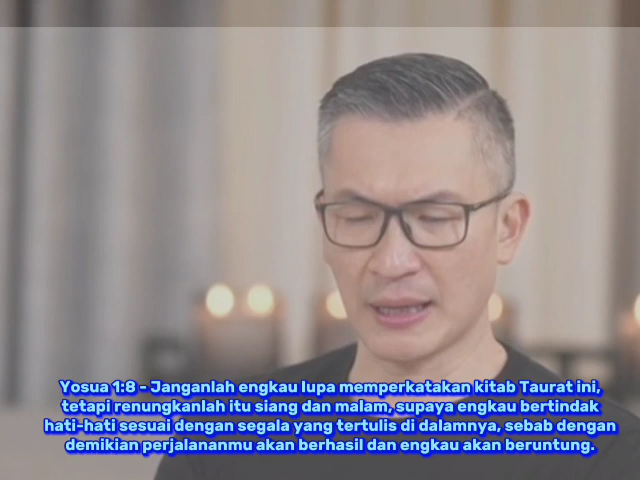 Yosua 1:8 - Janganlah engkau lupa memperkatakan kitab Taurat ini,
tetapi renungkanlah itu siang dan malam, supaya engkau bertindak
hati-hati sesuai dengan segala yang tertulis di dalamnya, sebab dengan
demikian perjalananmu akan berhasil dan engkau akan beruntung.